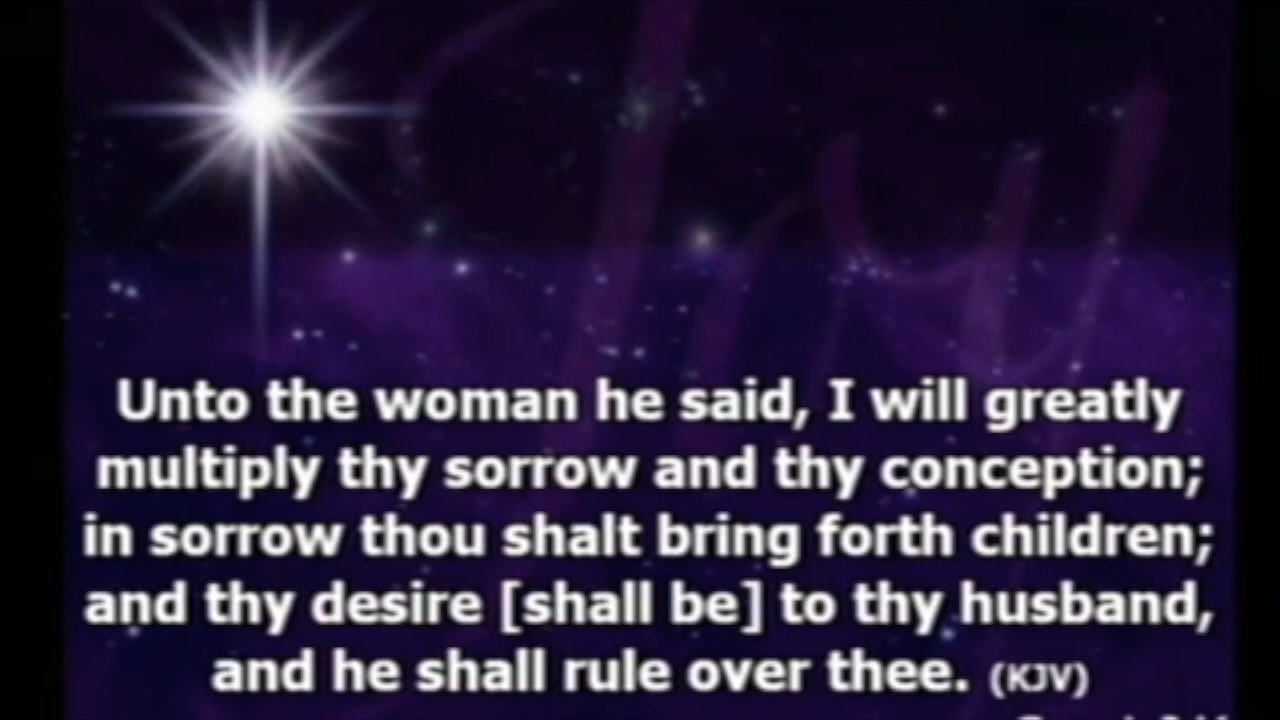 Unto the woman he said, I will greatly
multiply thy sorrow and thy conception;
in sorrow thou shalt bring forth children;
and thy desire [shall be] to thy husband,
and he shall rule over thee. (KJV)